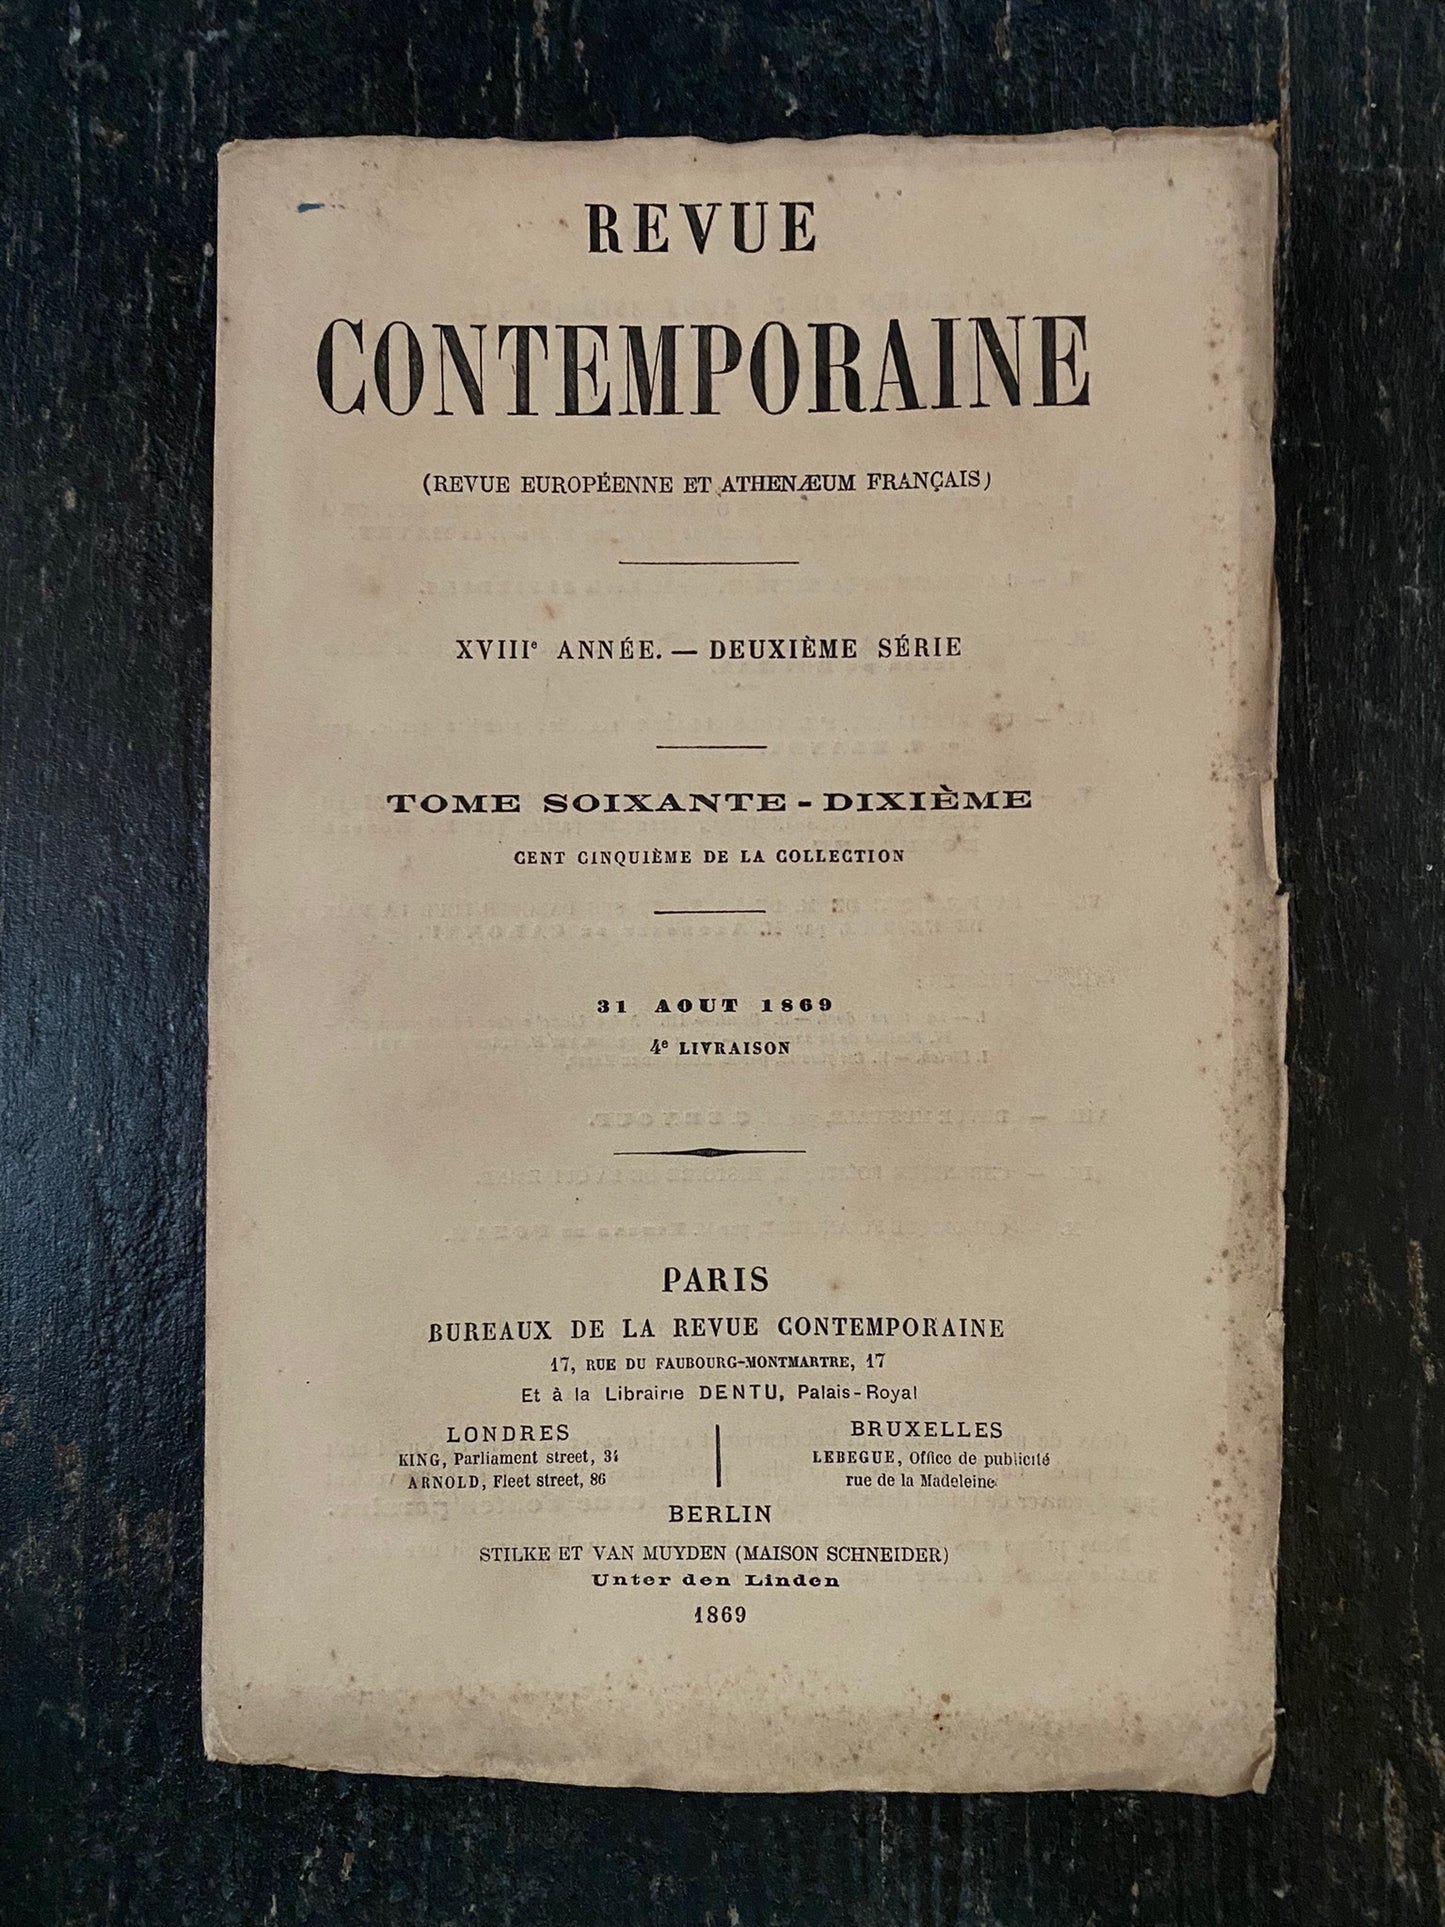 REVUE
CONTEMPORAINE
(REVUE EUROPÉENNE ET ATHENÆUM FRANÇAIS)
XVIIIe ANNÉE. — DEUXIÈME SÉRIE
TOME SOIXANTE-DIXIÈME
CENT CINQUIÈME DE LA COLLECTION
31 AOUT 1869
4e LIVRAISON
PARIS
BUREAUX DE LA REVUE CONTEMPORAINE
17, RUE DU FAUBOURG-MONTMARTRE, 17
Et à la Librairie DENTU, Palais-Royal
LONDRES
KING, Parliament street, 34
ARNOLD, Fleet street, 86
BRUXELLES
LEBEGUE, Office de publicité
rue de la Madeleine
BERLIN
STILKE ET VAN MUYDEN (MAISON SCHNEIDER)
Unter den Linden
1869